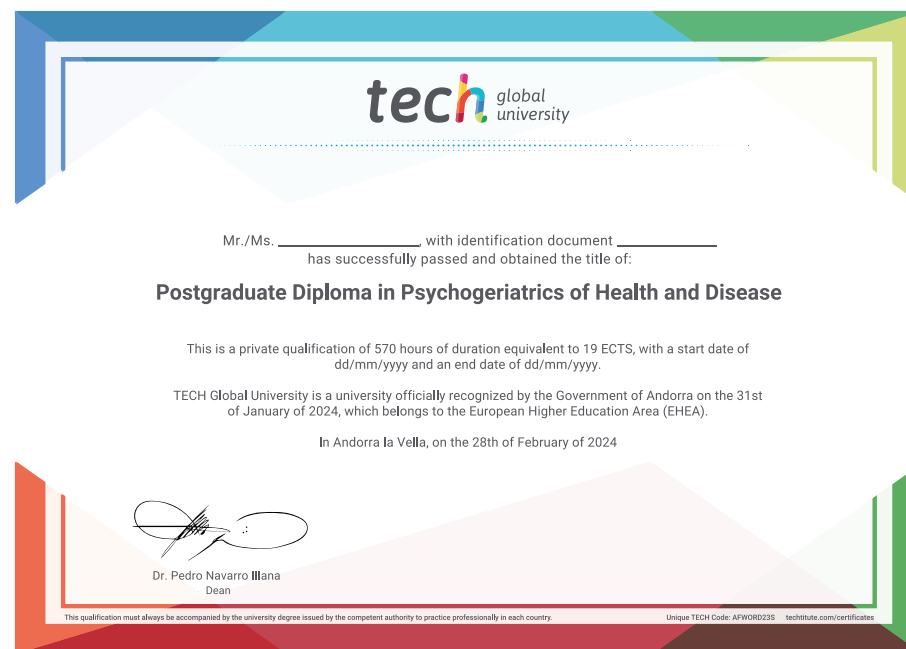 tech global university
Mr./Ms. ____________, with identification document ____________
has successfully passed and obtained the title of:
Postgraduate Diploma in Psychogeriatrics of Health and Disease
This is a private qualification of 570 hours of duration equivalent to 19 ECTS, with a start date of
dd/mm/yyyy and an end date of dd/mm/yyyy.
TECH Global University is a university officially recognized by the Government of Andorra on the 31st
of January of 2024, which belongs to the European Higher Education Area (EHEA).
In Andorra la Vella, on the 28th of February of 2024
Dr. Pedro Navarro Illana
Dean
This qualification must always be accompanied by the university degree issued by the competent authority to practice professionally in each country.
Unique TECH Code: AFWORD23S techtitute.com/certificates